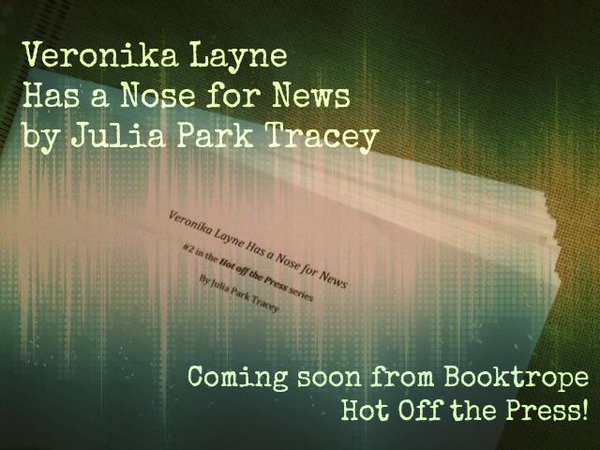 Veronika Layne
Has a Nose for News
by Julia Park Tracey
Veronika Layne Has a Nose for News
#2 in the Hot off the Press series
By Julia Park Tracey
Coming soon from Booktrope
Hot Off the Press!